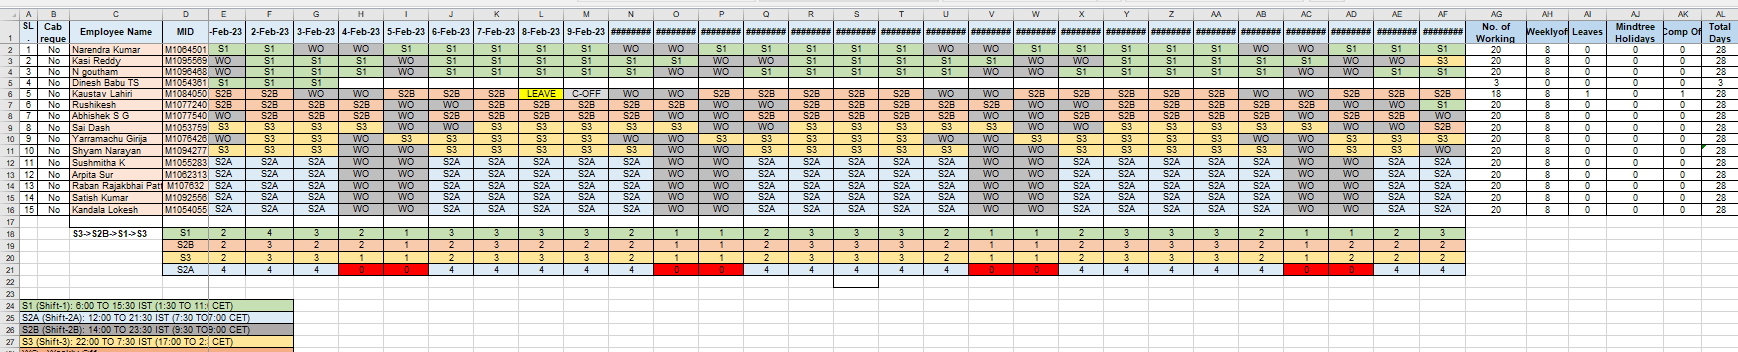 A B C D E F G H I J K L M N O P Q R S T U V W X Y Z AA AB AC AD AE AF AG AH AI AJ AK AL
1 SL . Cab reque Employee Name MID -Feb-23 2-Feb-23 3-Feb-23 4-Feb-23 5-Feb-23 6-Feb-23 7-Feb-23 8-Feb-23 9-Feb-23 ######## ######## ######## ######## ######## ######## ######## ######## ######## ######## ######## ######## ######## ######## ######## ######## ######## ######## ######## No. of Working Weeklyof Leaves Mindtree Holidays Comp Of Total Days
2 1 No Narendra Kumar M1064501 S1 S1 WO WO S1 S1 S1 S1 S1 WO WO S1 S1 S1 S1 S1 WO WO S1 S1 S1 S1 S1 WO WO S1 S1 S1 20 8 0 0 0 28
3 2 No Kasi Reddy M1095569 WO S1 S1 S1 WO S1 S1 S1 S1 S1 S1 WO WO S1 S1 S1 S1 S1 WO WO S1 S1 S1 S1 S1 WO WO S3 20 8 0 0 0 28
4 3 No N goutham M1096468 WO S1 S1 S1 WO S1 S1 S1 S1 S1 WO WO S1 S1 S1 S1 S1 WO WO S1 S1 S1 S1 S1 WO WO S1 S1 20 8 0 0 0 28
5 4 No Dinesh Babu TS M1054361 S1 S1 S1 3 0 0 0 0 3
6 5 No Kaustav Lahiri M1084050 S2B S2B WO WO S2B S2B S2B LEAVE C-OFF WO WO S2B S2B S2B S2B S2B WO WO S2B S2B S2B S2B S2B WO WO S2B S2B S2B 18 8 1 0 1 28
7 6 No Rushikesh M1077240 S2B S2B S2B S2B WO WO S2B S2B S2B S2B S2B WO WO S2B S2B S2B S2B S2B WO WO S2B S2B S2B S2B S2B WO WO S1 20 8 0 0 0 28
8 7 No Abhishek S G M1077540 WO S2B S2B S2B WO S2B S2B S2B S2B S2B WO WO S2B S2B S2B S2B S2B WO WO S2B S2B S2B S2B S2B WO S2B S2B WO 20 8 0 0 0 28
9 8 No Sai Dash M1053759 S3 S3 S3 S3 WO WO S3 S3 S3 S3 S3 WO WO S3 S3 S3 S3 S3 WO WO S3 S3 S3 S3 S3 WO WO S2B 20 8 0 0 0 28
10 9 No Yarramachu Girija M1076426 WO S3 S3 WO S3 S3 S3 S3 S3 WO WO S3 S3 S3 S3 S3 WO WO S3 S3 S3 S3 S3 WO WO S3 S3 S3 20 8 0 0 0 28
11 10 No Shyam Narayan M1094277 S3 S3 S3 WO WO S3 S3 S3 S3 S3 WO WO S3 S3 S3 S3 S3 WO WO S3 S3 S3 S3 S3 WO S3 S3 WO 20 8 0 0 0 28
12 11 No Sushmitha K M1055283 S2A S2A S2A WO WO S2A S2A S2A S2A S2A WO WO S2A S2A S2A S2A S2A WO WO S2A S2A S2A S2A S2A WO WO S2A S2A 20 8 0 0 0 28
13 12 No Arpita Sur M1062313 S2A S2A S2A WO WO S2A S2A S2A S2A S2A WO WO S2A S2A S2A S2A S2A WO WO S2A S2A S2A S2A S2A WO WO S2A S2A 20 8 0 0 0 28
14 13 No Raban Rajakbhai Pat M107632 S2A S2A S2A WO WO S2A S2A S2A S2A S2A WO WO S2A S2A S2A S2A S2A WO WO S2A S2A S2A S2A S2A WO WO S2A S2A 20 8 0 0 0 28
15 14 No Satish Kumar M1092556 S2A S2A S2A WO WO S2A S2A S2A S2A S2A WO WO S2A S2A S2A S2A S2A WO WO S2A S2A S2A S2A S2A WO WO S2A S2A 20 8 0 0 0 28
16 15 No Kandala Lokesh M1054055 S2A S2A S2A WO WO S2A S2A S2A S2A S2A WO WO S2A S2A S2A S2A S2A WO WO S2A S2A S2A S2A S2A WO WO S2A S2A 20 8 0 0 0 28
17
18 S3->S2B->S1->S3 S1 2 4 3 2 1 3 3 3 3 2 1 1 2 3 3 3 2 1 1 2 3 3 3 2 1 1 2 3
19 S2B 2 3 2 2 1 2 3 2 2 2 1 1 2 3 3 3 2 1 1 2 3 3 3 2 1 2 2 2
20 S3 2 3 3 1 1 2 3 3 3 2 1 1 2 3 3 3 2 1 1 2 3 3 3 2 1 2 2 2
21 S2A 4 4 4 0 0 4 4 4 4 4 0 0 4 4 4 4 4 0 0 4 4 4 4 4 0 0 4 4
22
23
24 S1 (Shift-1): 6:00 TO 15:30 IST (1:30 TO 11: CET)
25 S2A (Shift-2A): 12:00 TO 21:30 IST (7:30 TO 7:00 CET)
26 S2B (Shift-2B): 14:00 TO 23:30 IST (9:30 TO 9:00 CET)
27 S3 (Shift-3): 22:00 TO 7:30 IST (17:00 TO 2: CET)